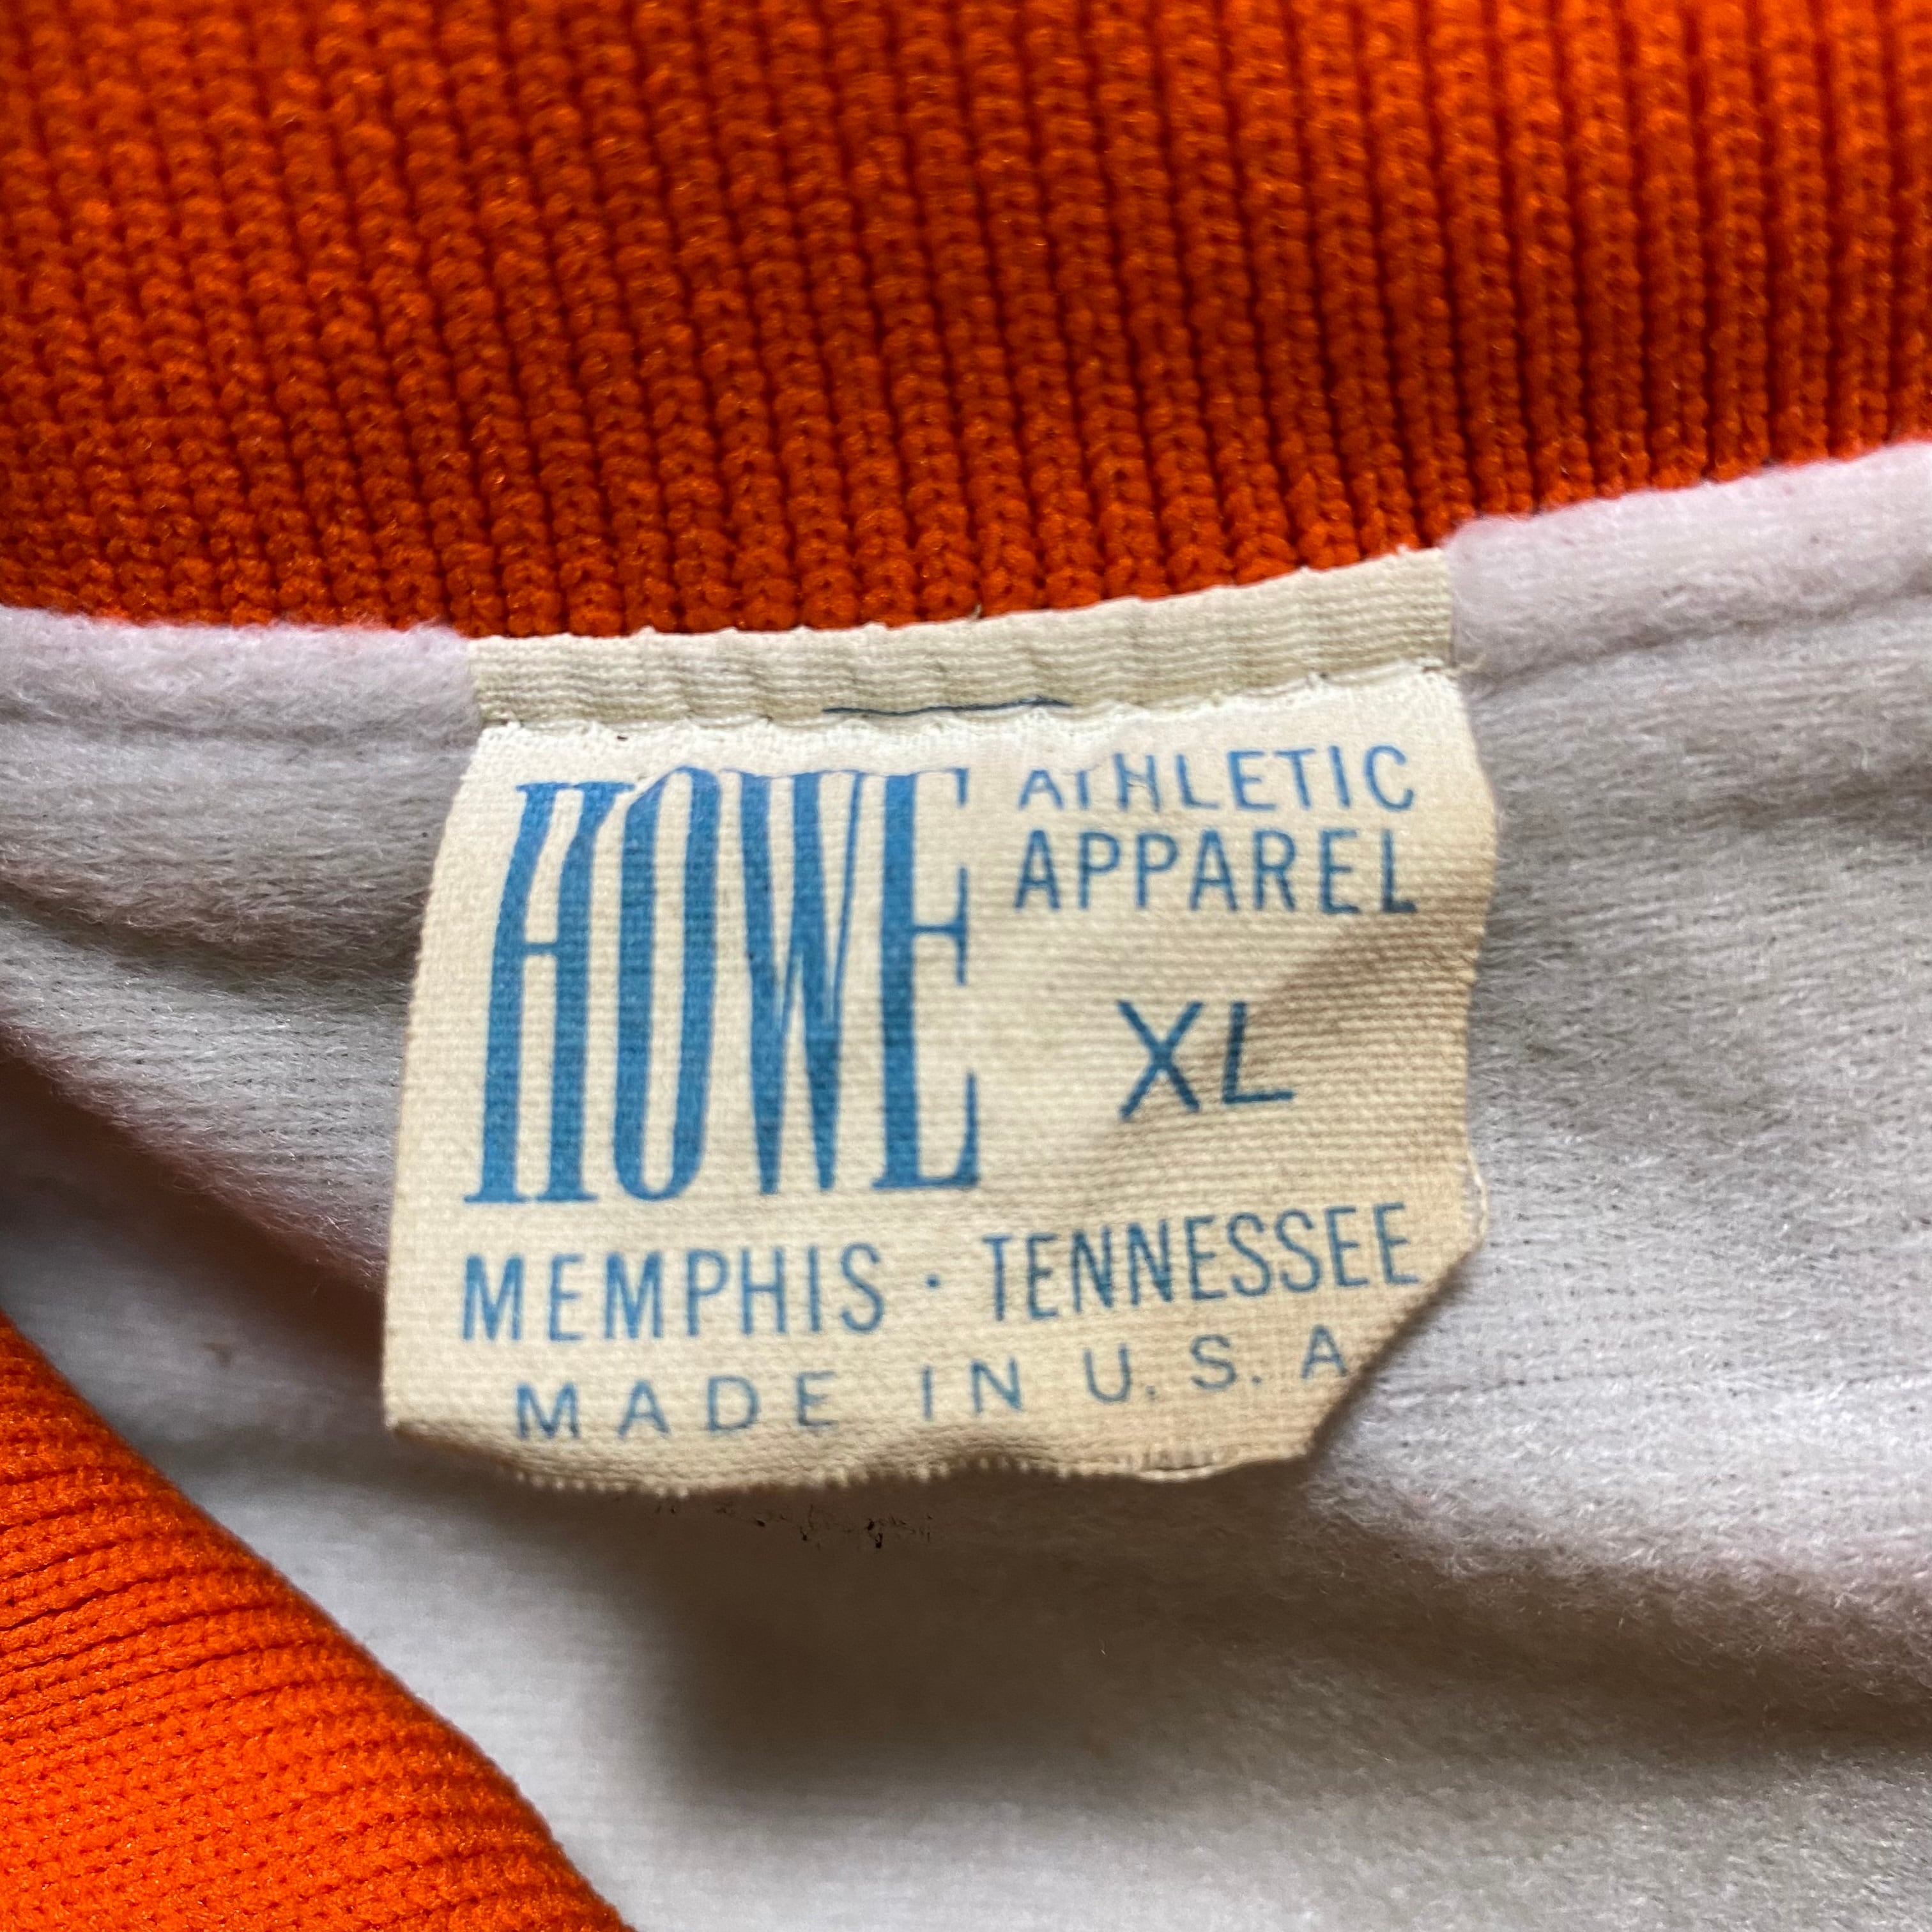 HOWE ATHLETIC
APPAREL
XL
MEMPHIS · TENNESSEE
MADE IN U.S.A